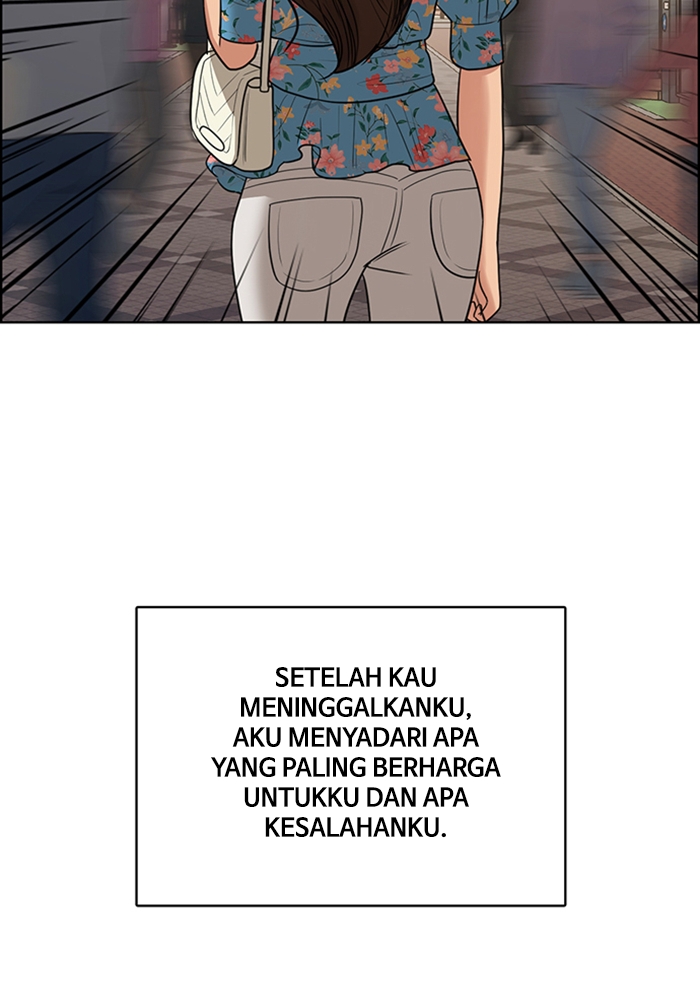 SETELAH KAU
MENINGGALKANKU,
AKU MENYADARI APA
YANG PALING BERHARGA
UNTUKKU DAN APA
KESALAHANKU.